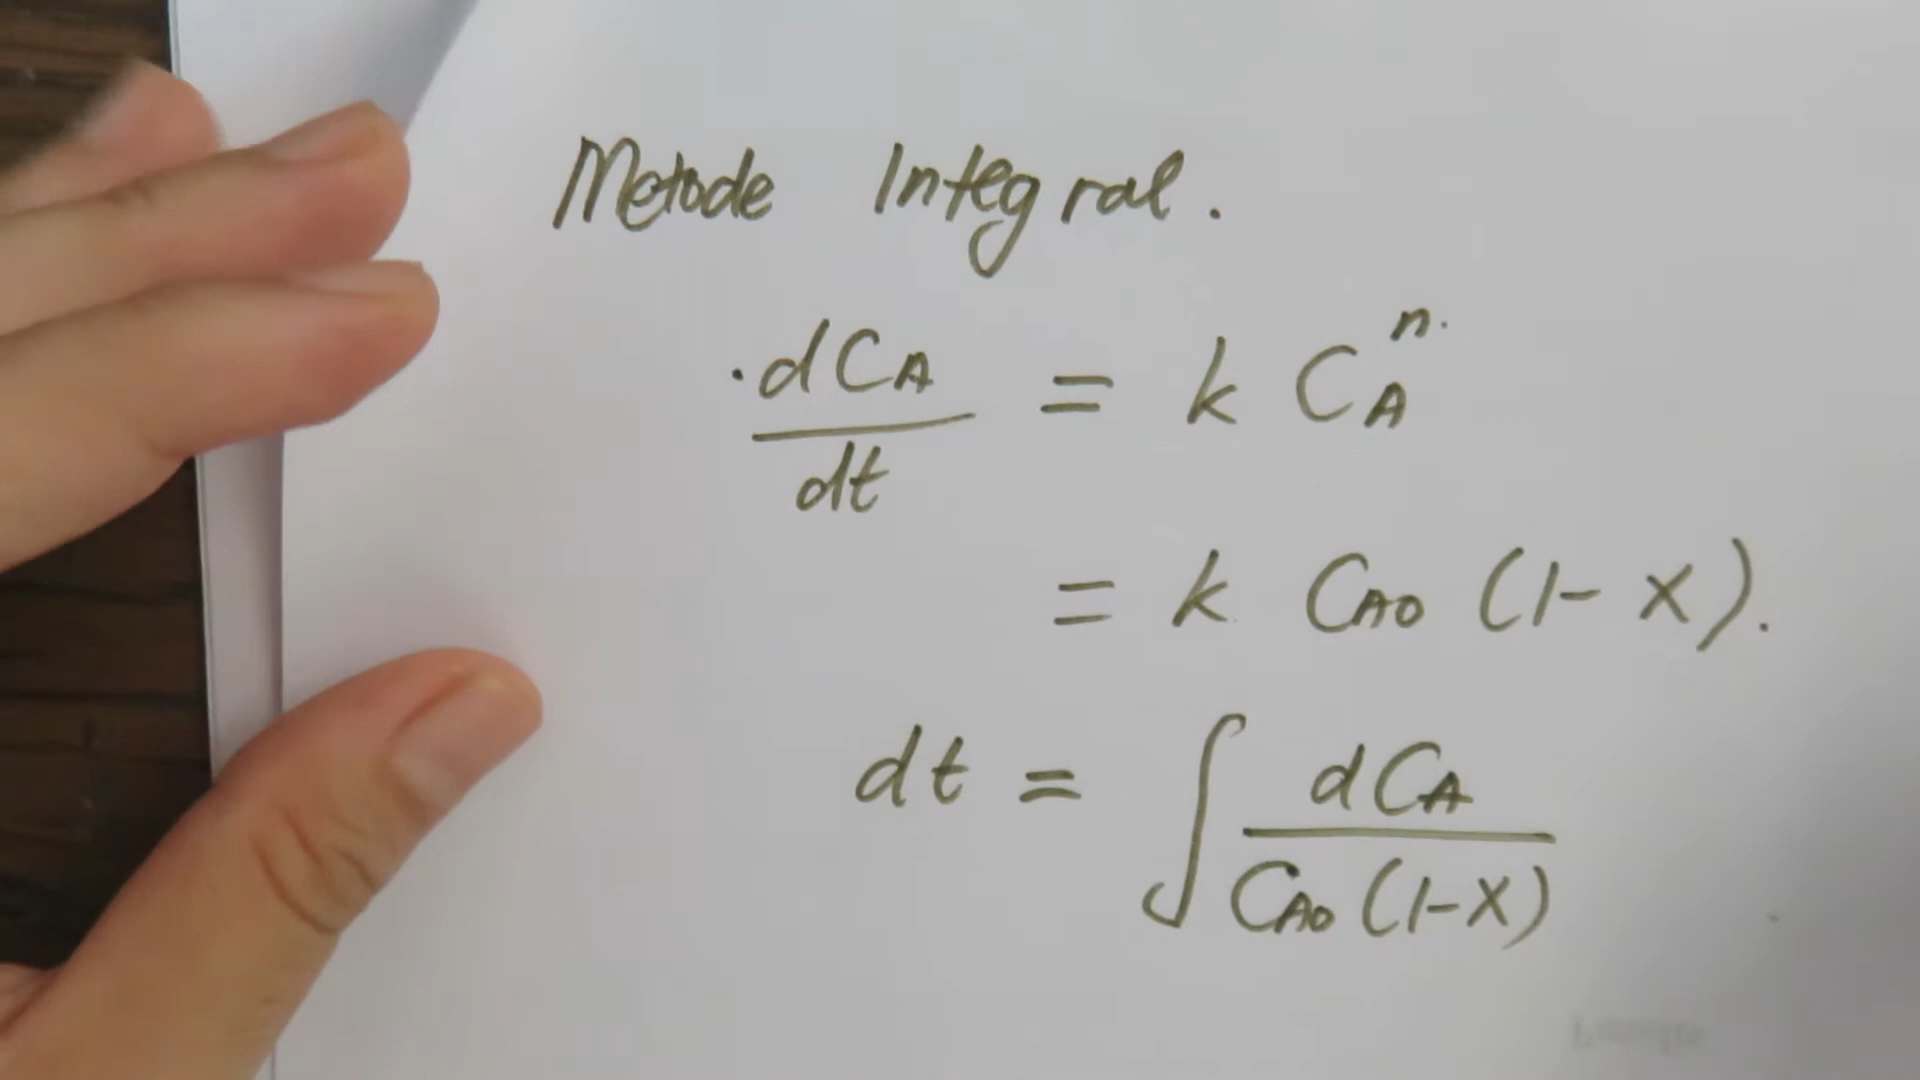 Metode Integral.
dCA / dt = k CA^n.
= k CA0 (1-X).
dt = ∫ dCA / CA0 (1-X)